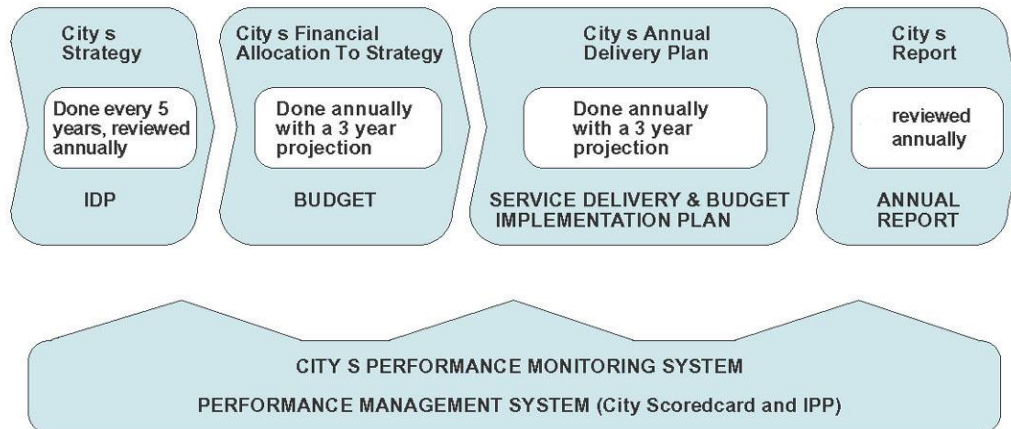 City s
Strategy
Done every 5
years, reviewed
annually
IDP
City s Financial
Allocation To Strategy
Done annually
with a 3 year
projection
BUDGET
City s Annual
Delivery Plan
Done annually
with a 3 year
projection
SERVICE DELIVERY & BUDGET
IMPLEMENTATION PLAN
City s
Report
reviewed
annually
ANNUAL
REPORT
CITY S PERFORMANCE MONITORING SYSTEM
PERFORMANCE MANAGEMENT SYSTEM (City Scoredcard and IPP)